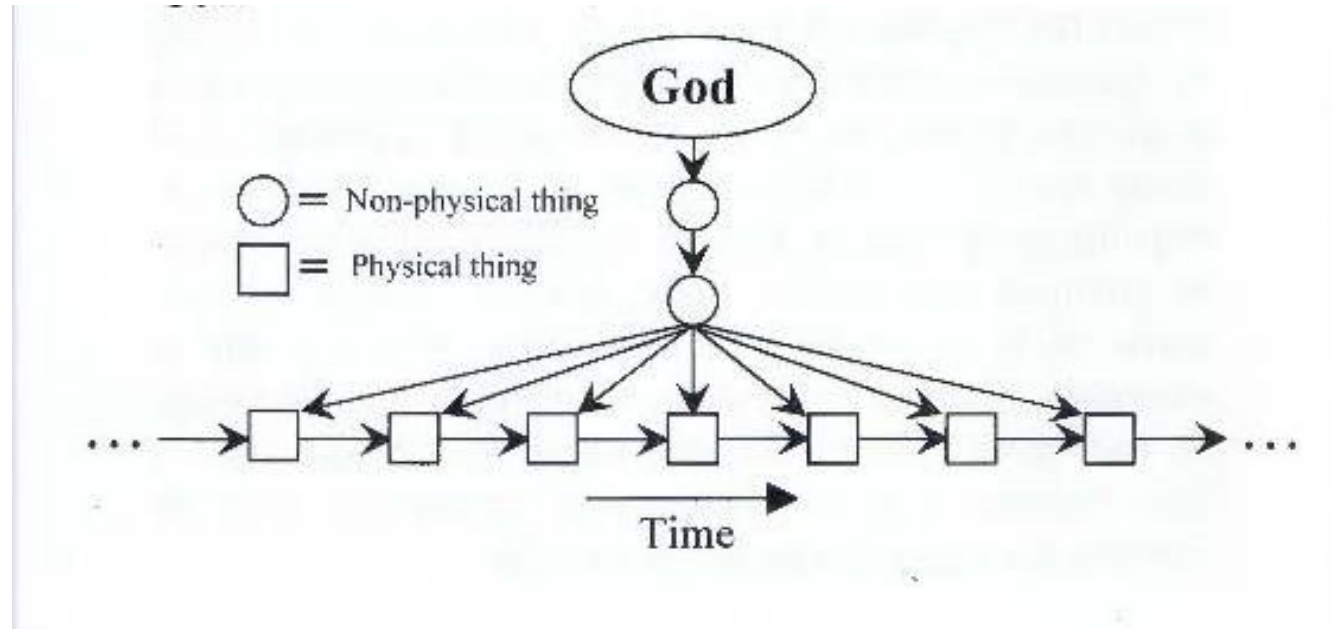 God
= Non-physical thing
= Physical thing
...
...
Time